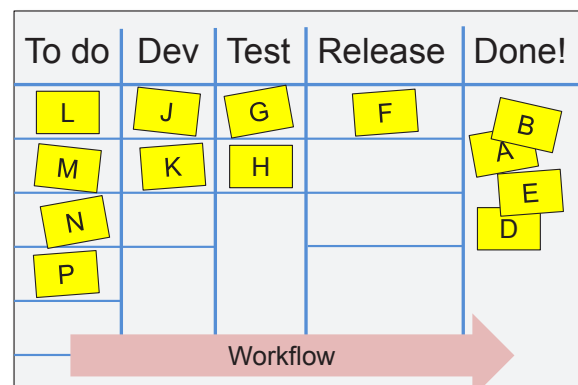 To do Dev Test Release Done!
L J G F B
M K H A
N E
P D
Workflow